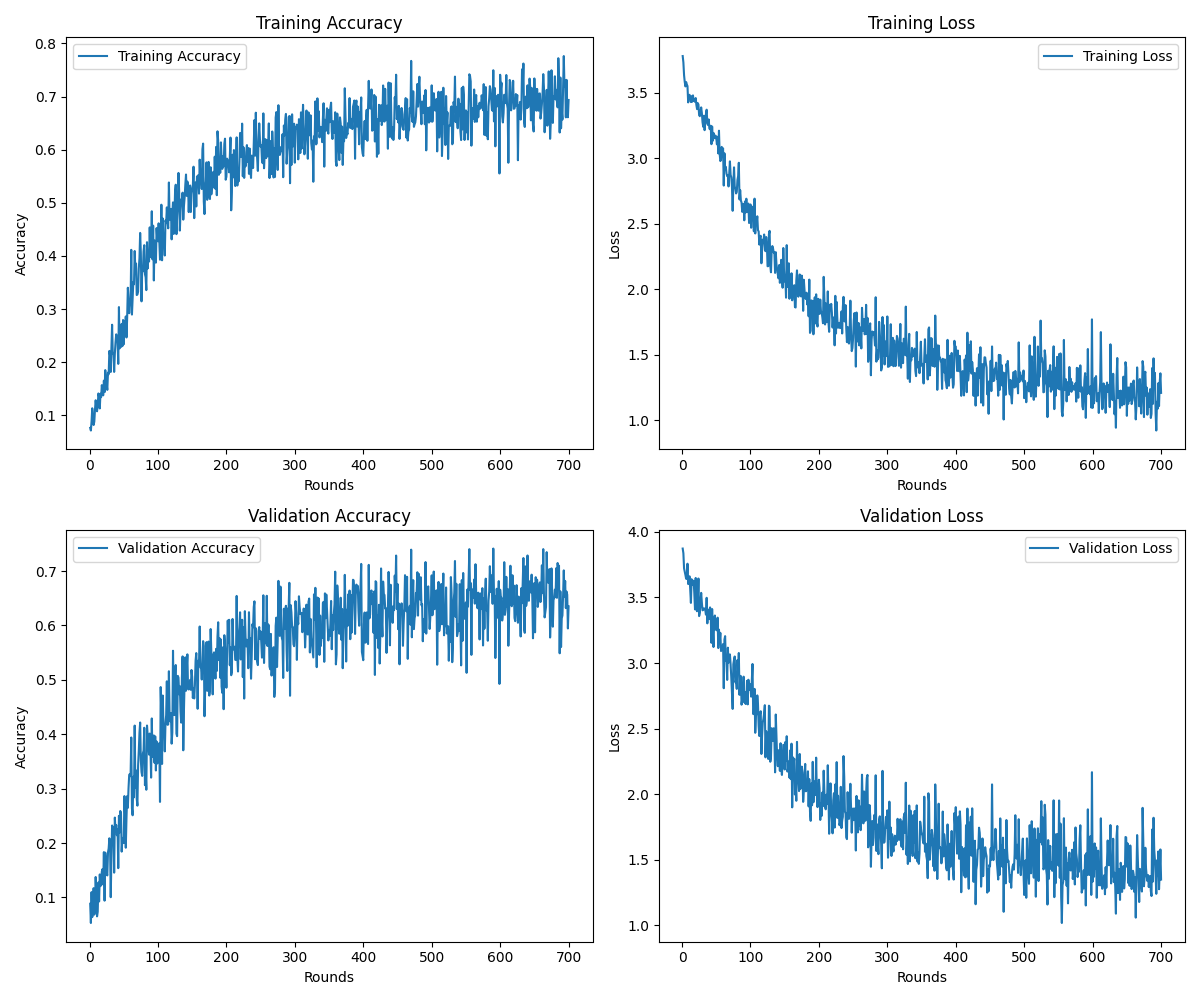 Training Accuracy
Training Accuracy
0.8
0.7
0.6
0.5
0.4
0.3
0.2
0.1
Accuracy
0 100 200 300 400 500 600 700
Rounds
Training Loss
Training Loss
3.5
3.0
2.5
2.0
1.5
1.0
Loss
0 100 200 300 400 500 600 700
Rounds
Validation Accuracy
Validation Accuracy
0.7
0.6
0.5
0.4
0.3
0.2
0.1
Accuracy
0 100 200 300 400 500 600 700
Rounds
Validation Loss
Validation Loss
4.0
3.5
3.0
2.5
2.0
1.5
1.0
Loss
0 100 200 300 400 500 600 700
Rounds